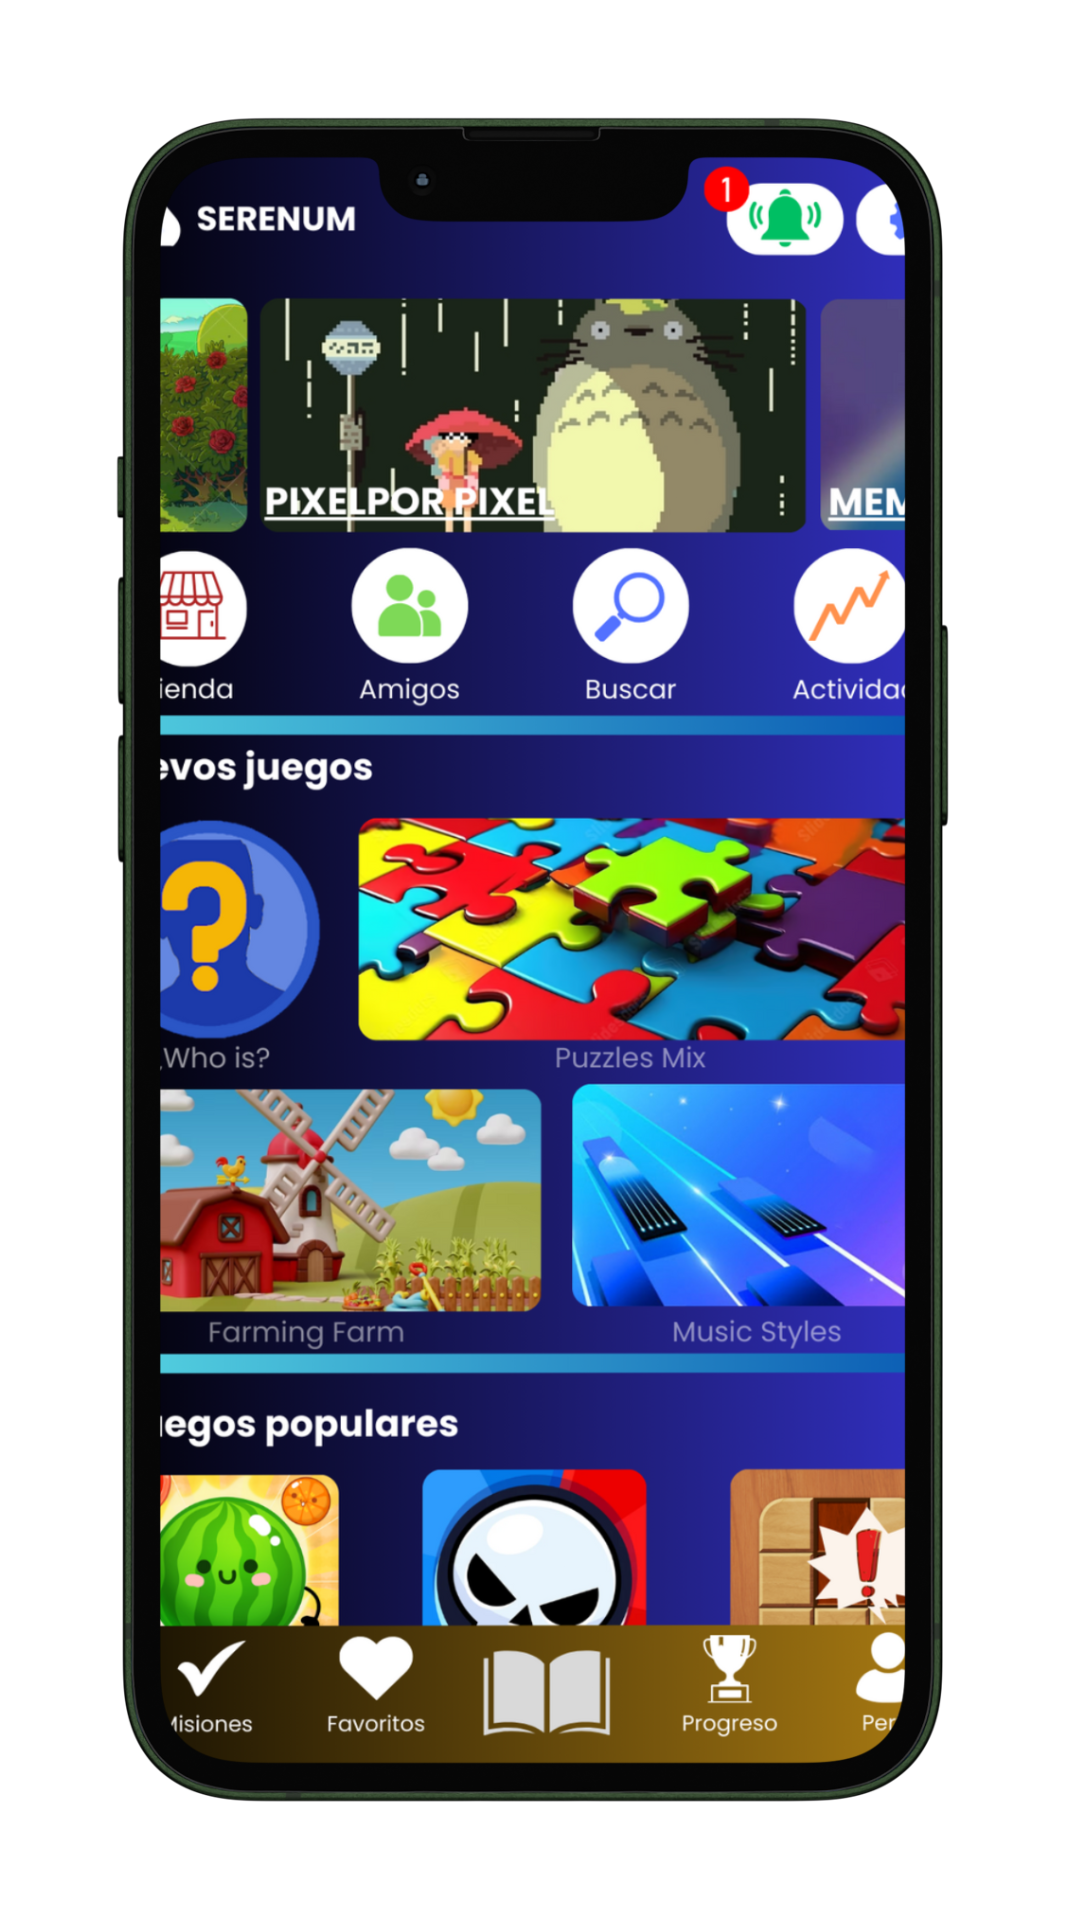 SERENUM
1
PIXELPOR PIXEL
MEM
ienda
Amigos
Buscar
Activida
evos juegos
Who is?
Puzzles Mix
Farming Farm
Music Styles
uegos populares
Misiones
Favoritos
Progreso
Per